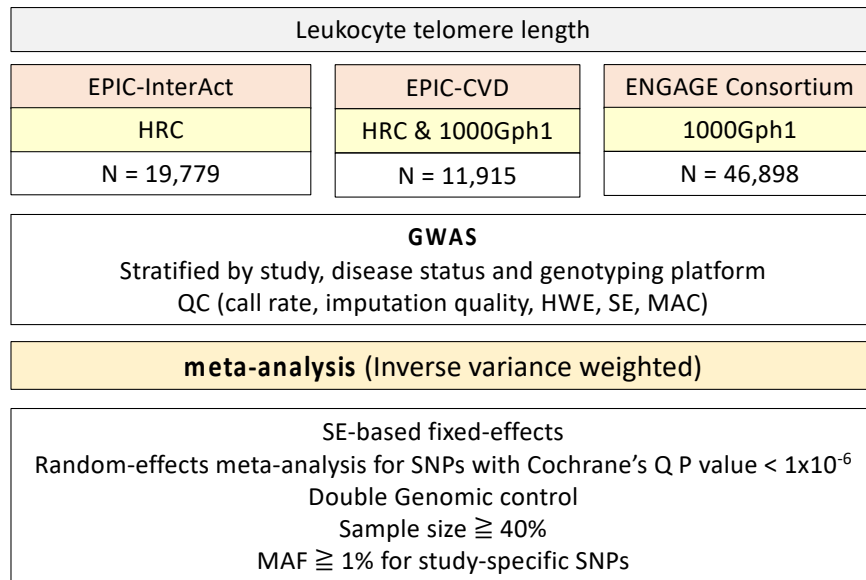 Leukocyte telomere length
EPIC-InterAct
HRC
N = 19,779
EPIC-CVD
HRC & 1000Gph1
N = 11,915
ENGAGE Consortium
1000Gph1
N = 46,898
GWAS
Stratified by study, disease status and genotyping platform
QC (call rate, imputation quality, HWE, SE, MAC)
meta-analysis (Inverse variance weighted)
SE-based fixed-effects
Random-effects meta-analysis for SNPs with Cochrane’s Q P value < 1x10⁻⁶
Double Genomic control
Sample size ≧ 40%
MAF ≧ 1% for study-specific SNPs